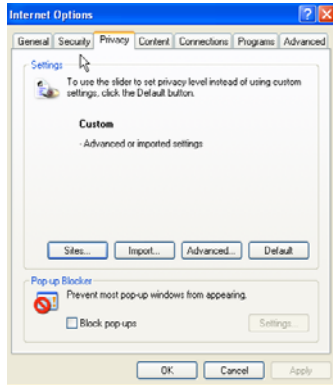 Internet Options
General Security Privacy Content Connections Programs Advanced
Settings
To use the slider to set privacy level instead of using custom
settings, click the Default button.
Custom
- Advanced or imported settings
Sites... Import... Advanced... Default
Pop-up Blocker
Prevent most pop-up windows from appearing.
Block pop-ups Settings...
OK Cancel Apply